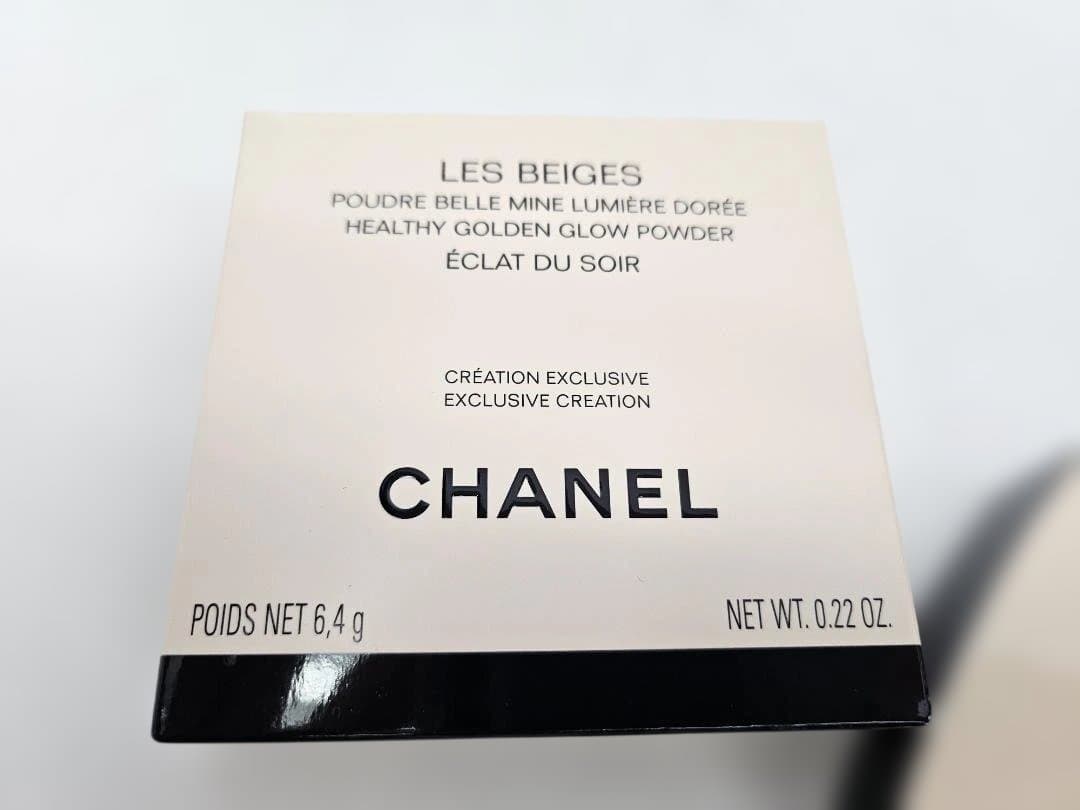 LES BEIGES
POUDRE BELLE MINE LUMIÈRE DORÉE
HEALTHY GOLDEN GLOW POWDER
ÉCLAT DU SOIR
CRÉATION EXCLUSIVE
EXCLUSIVE CREATION
CHANEL
POIDS NET 6,4 g
NET WT. 0.22 OZ.